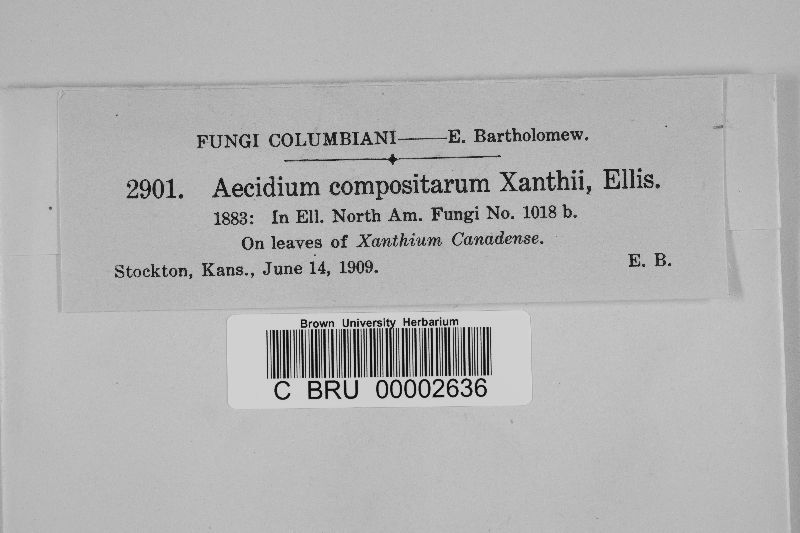 FUNGI COLUMBIANI——E. Bartholomew.
2901. Aecidium compositarum Xanthii, Ellis.
1883: In Ell. North Am. Fungi No. 1018 b.
On leaves of Xanthium Canadense.
Stockton, Kans., June 14, 1909. E. B.
Brown University Herbarium
C BRU 00002636